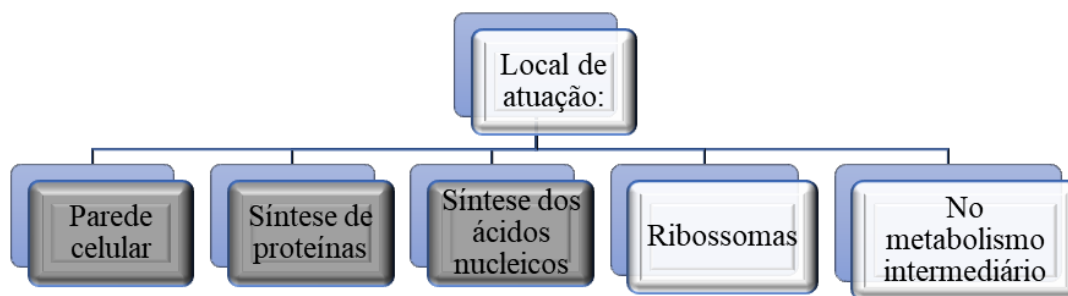 Local de
atuação:
Parede
celular
Síntese de
proteínas
Síntese dos
ácidos
nucleicos
Ribossomas
No
metabolismo
intermediário